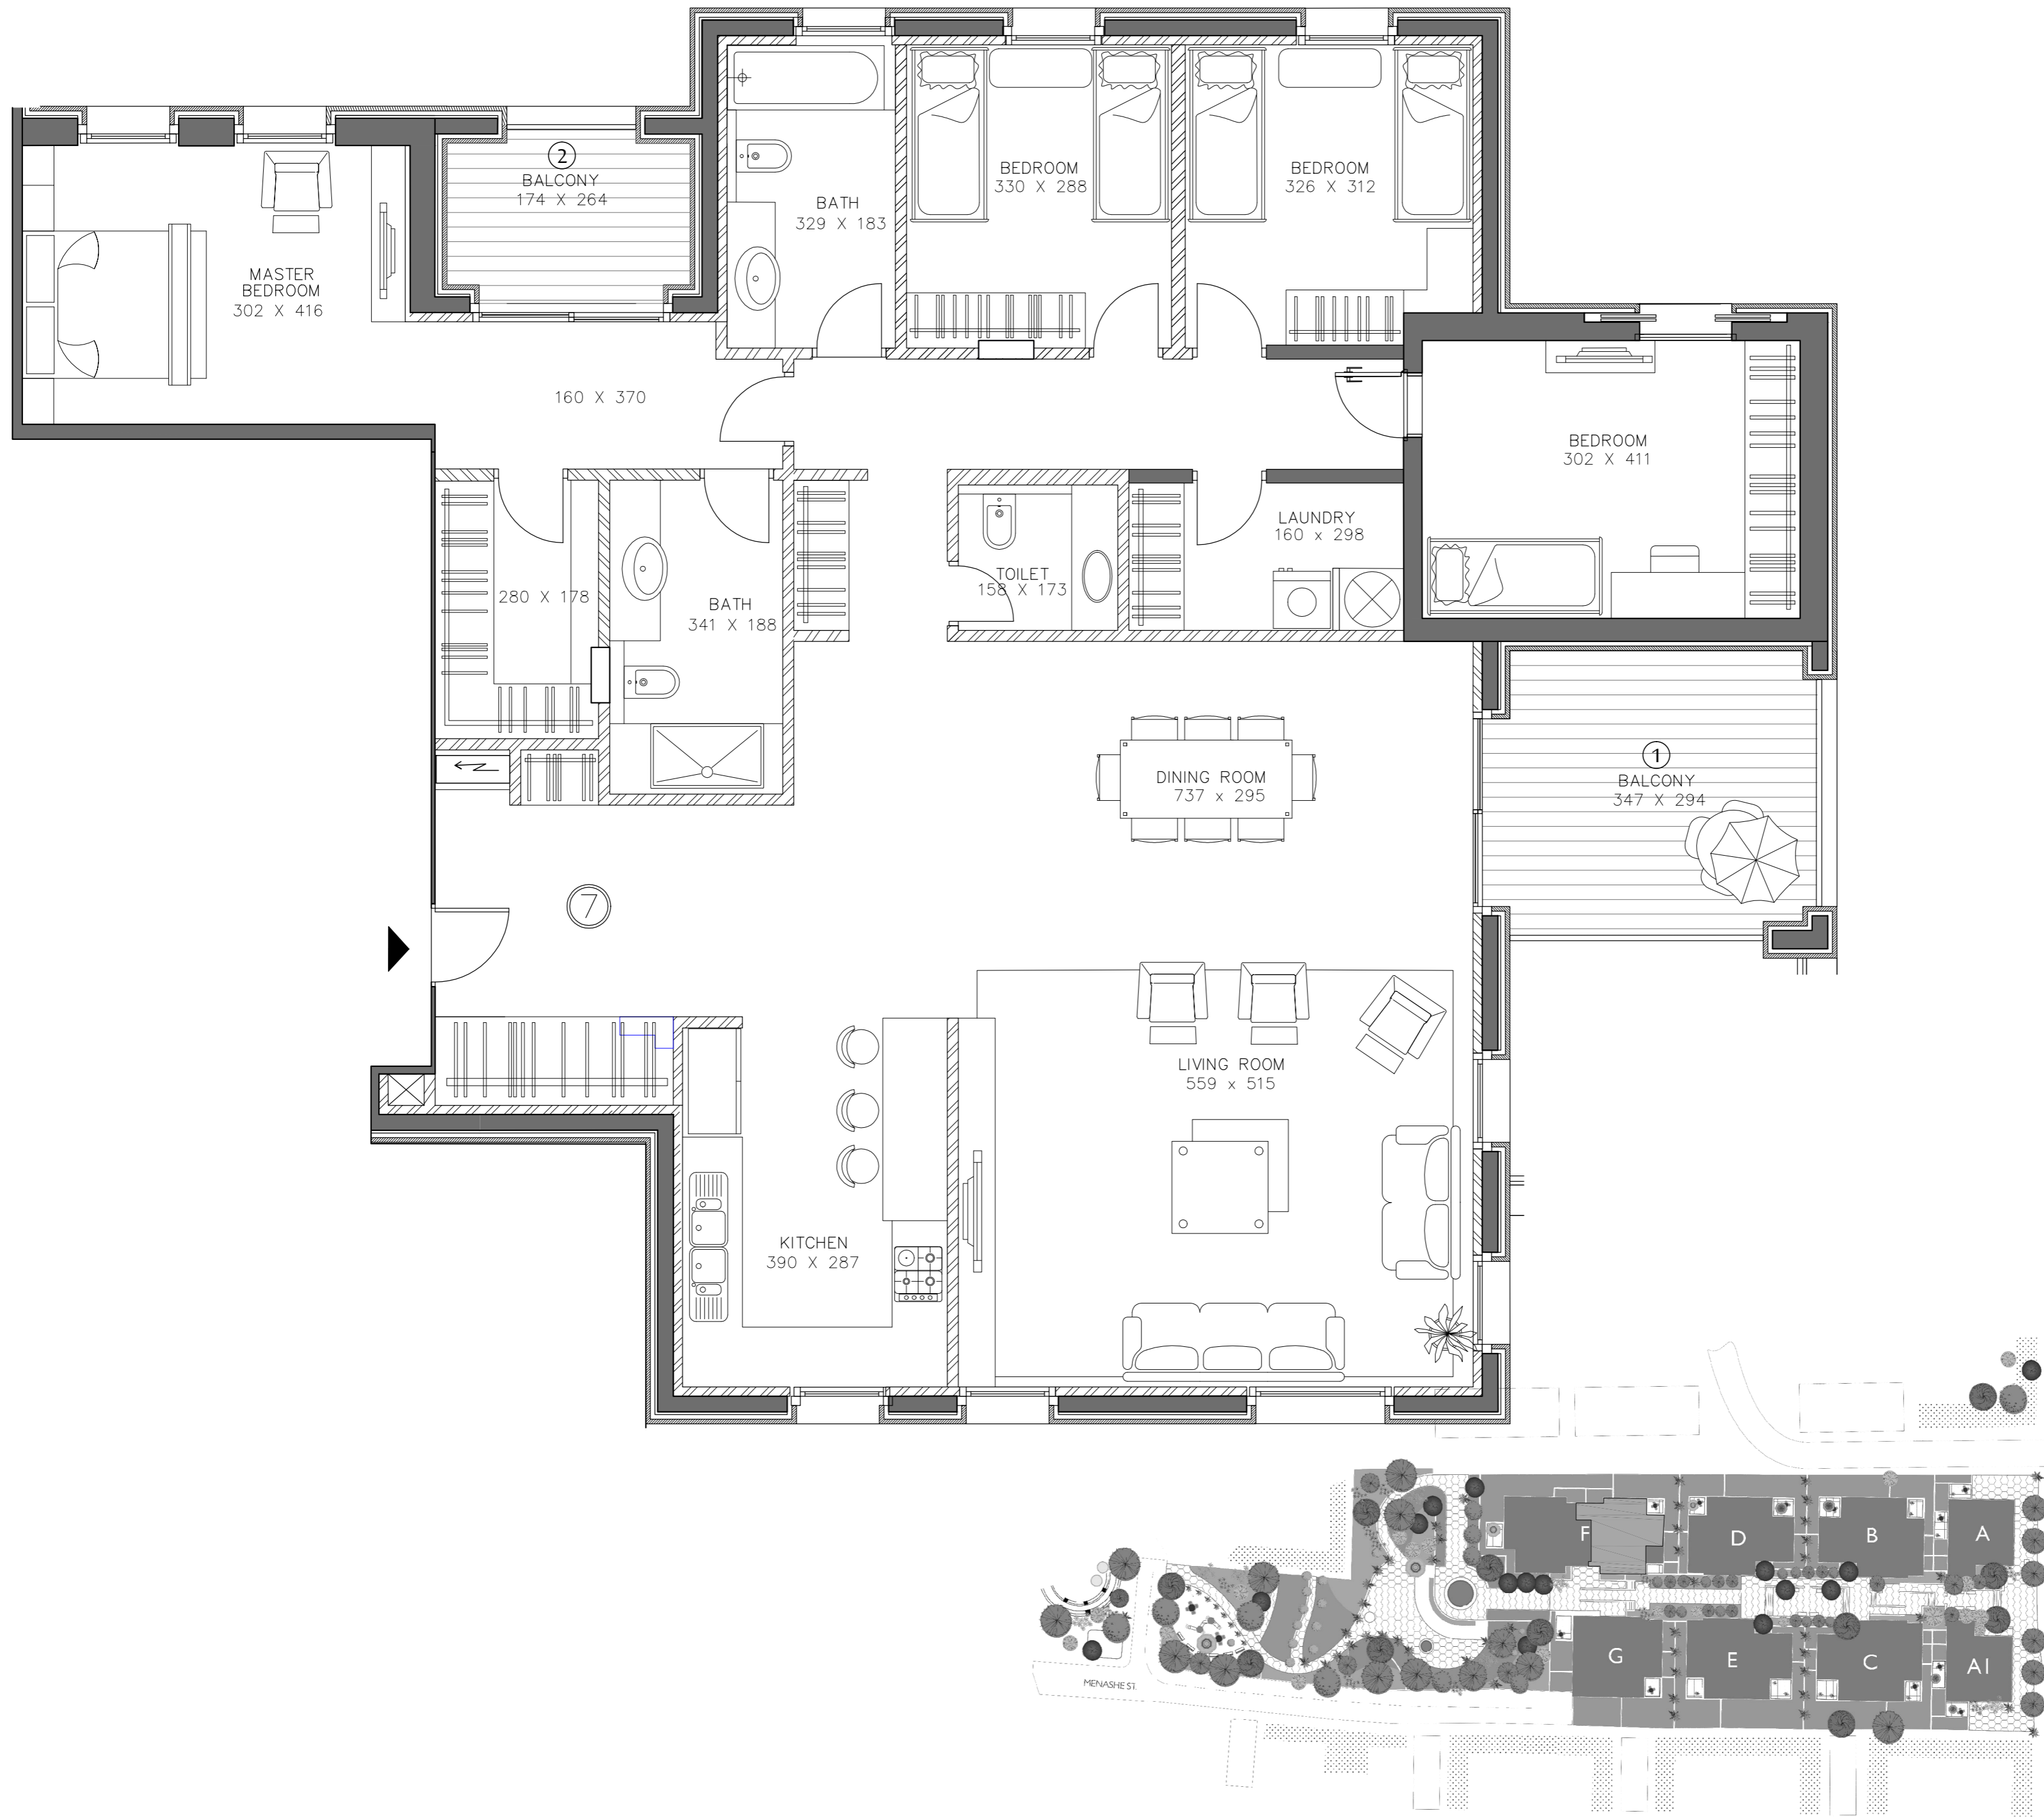 2
BALCONY
174 X 264
BATH
329 X 183
BEDROOM
330 X 288
BEDROOM
326 X 312
MASTER
BEDROOM
302 X 416
160 X 370
BEDROOM
302 X 411
280 X 178
BATH
341 X 188
TOILET
158 X 173
LAUNDRY
160 x 298
DINING ROOM
737 x 295
1
BALCONY
347 X 294
7
LIVING ROOM
559 x 515
KITCHEN
390 X 287
F
D
B
A
G
E
C
A1
MENASHE ST.